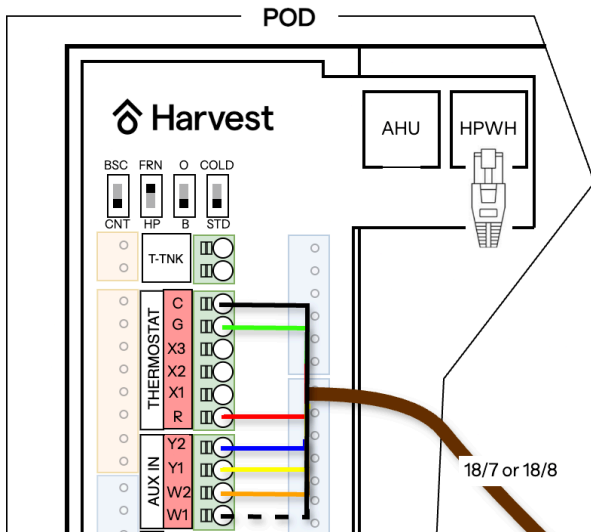 POD
Harvest
AHU
HPWH
BSC FRN O COLD
CNT HP B STD
T-TNK
THERMOSTAT
C
G
X3
X2
X1
R
AUX IN
Y2
Y1
W2
W1
18/7 or 18/8